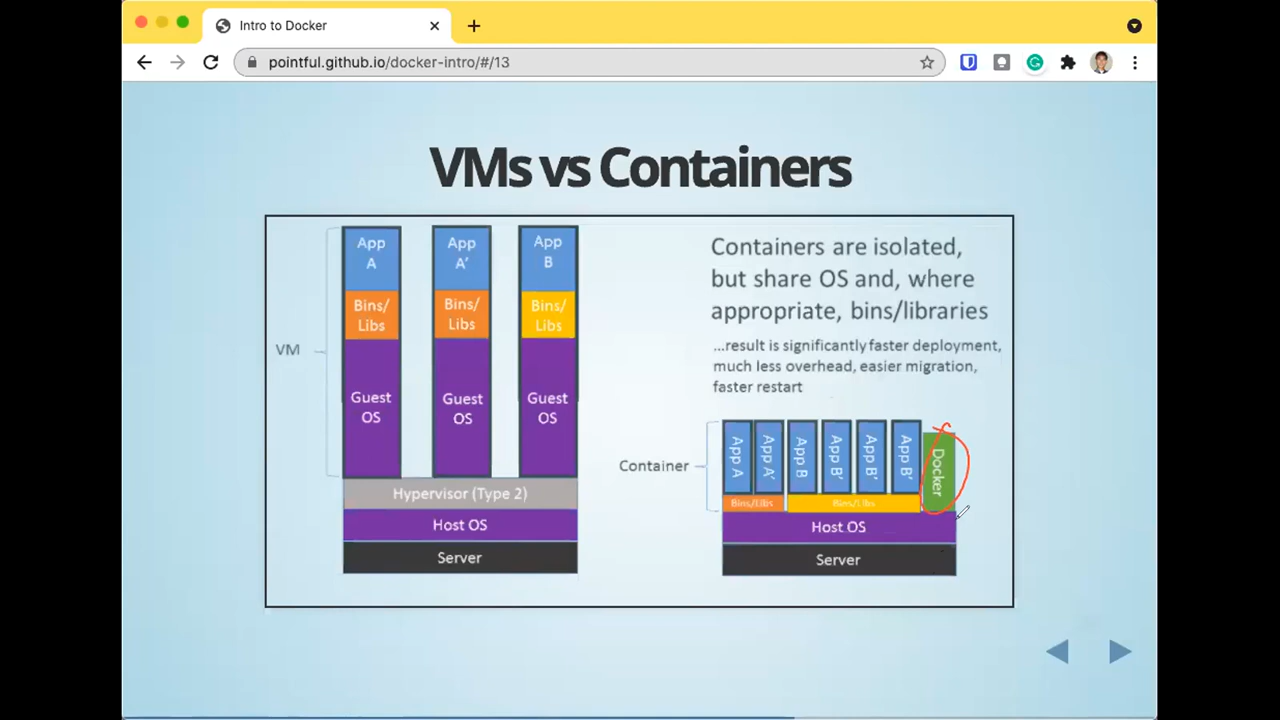 Intro to Docker
pointful.github.io/docker-intro/#/13
VMs vs Containers
App
A
App
A'
App
B
Bins/
Libs
Bins/
Libs
Bins/
Libs
VM
Guest
OS
Guest
OS
Guest
OS
Hypervisor (Type 2)
Host OS
Server
Containers are isolated,
but share OS and, where
appropriate, bins/libraries
...result is significantly faster deployment,
much less overhead, easier migration,
faster restart
Container
App A
App A'
App B
App B'
App B'
App B'
Docker
Bins/Libs
Bins/Libs
Host OS
Server